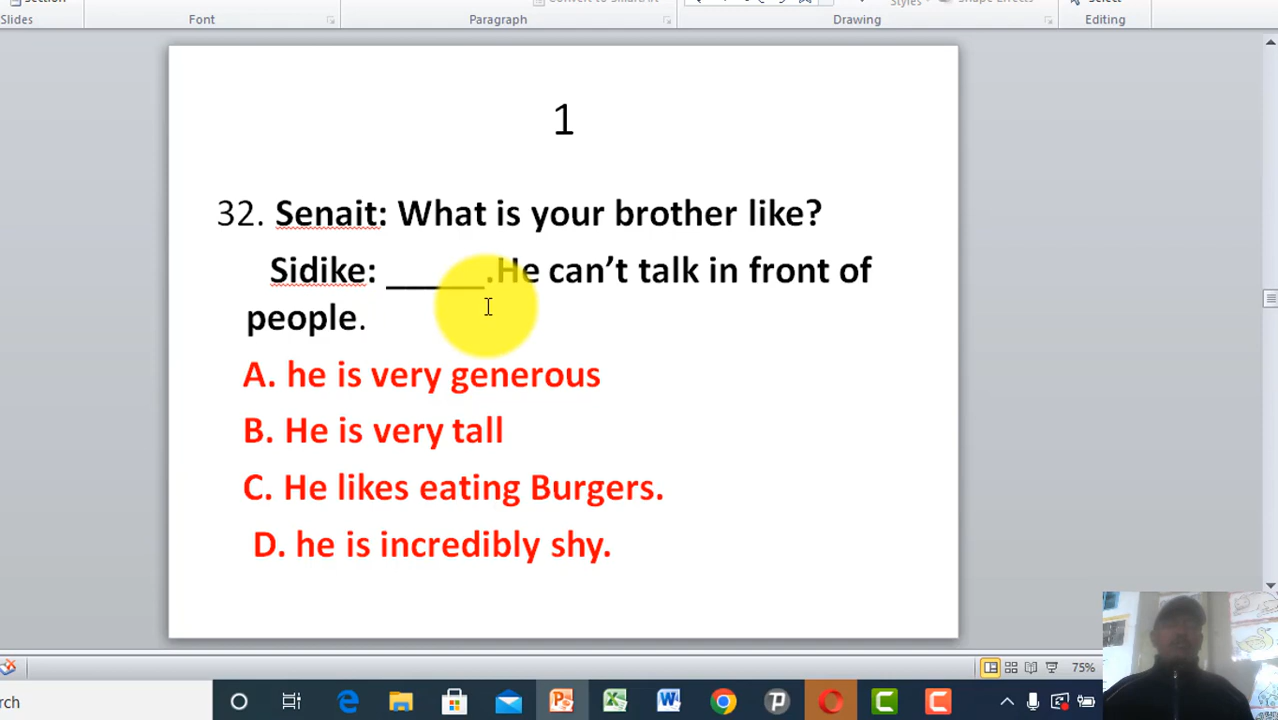 Slides
Font
Paragraph
Drawing
Editing
1
32. Senait: What is your brother like?
Sidike: ______.He can't talk in front of
people.
A. he is very generous
B. He is very tall
C. He likes eating Burgers.
D. he is incredibly shy.
75%
rch